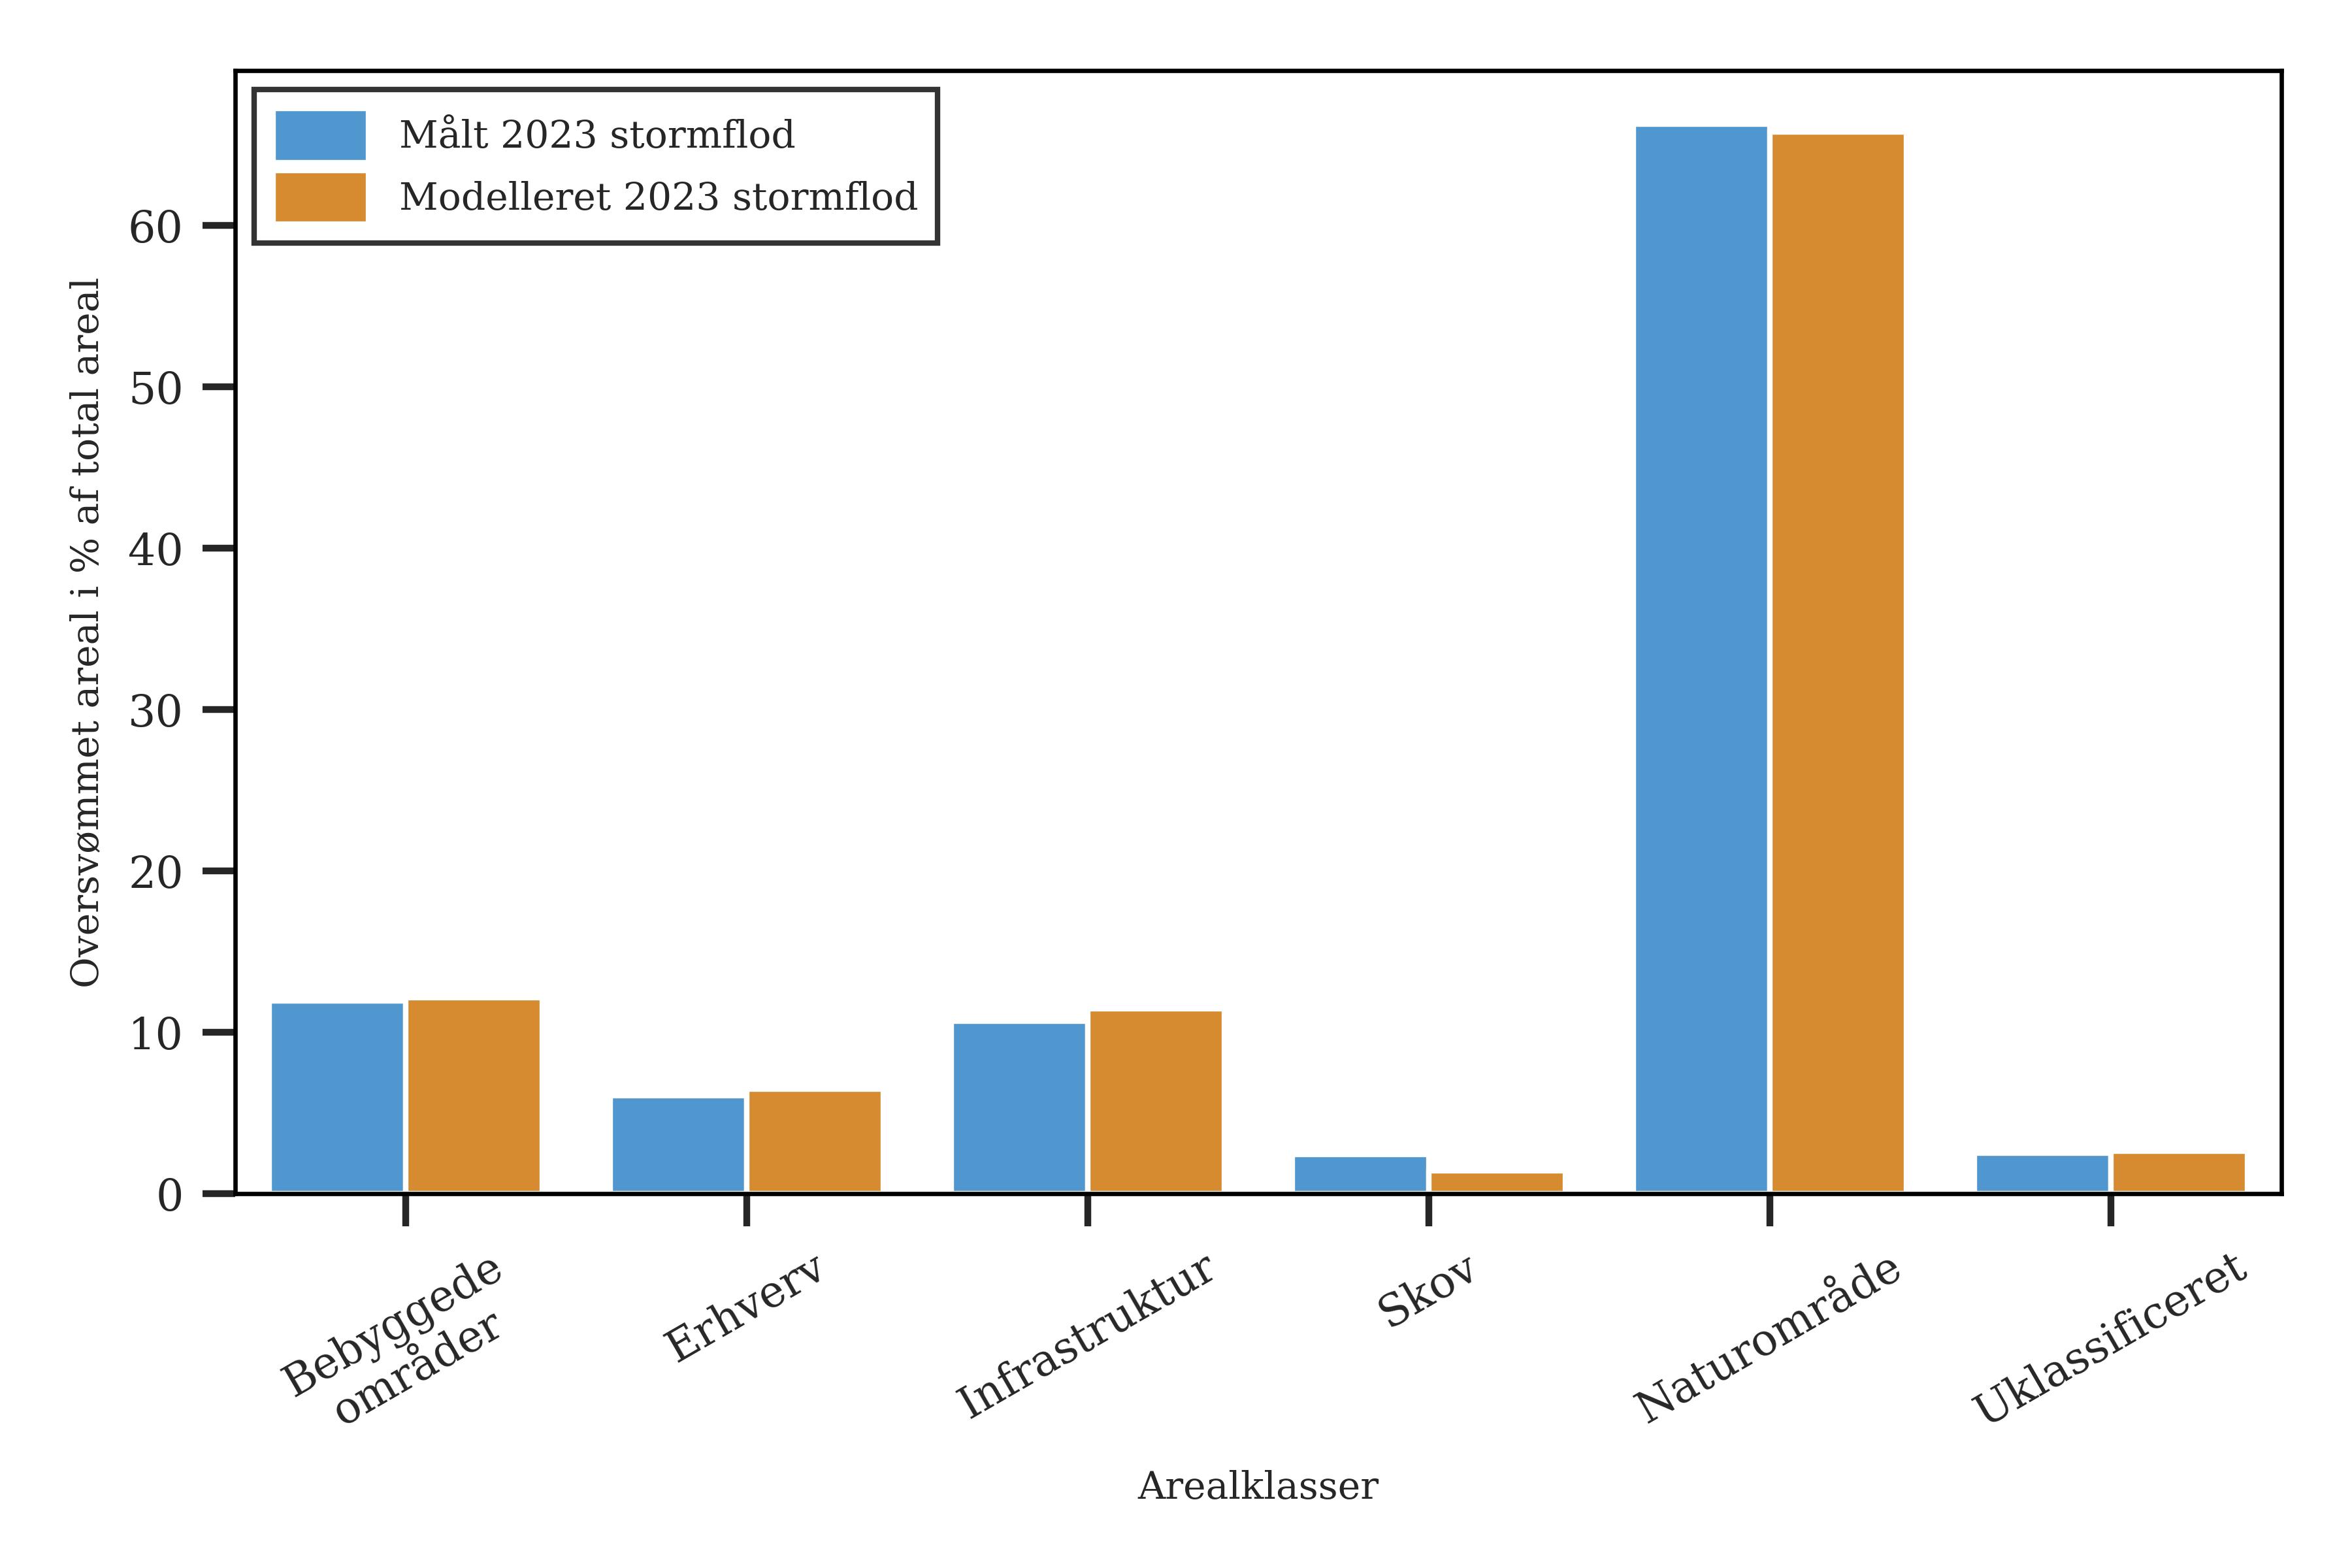 Målt 2023 stormflod
Modelleret 2023 stormflod
Oversvømmet areal i % af total areal
60
50
40
30
20
10
0
Bebyggede
områder
Erhverv
Infrastruktur
Skov
Naturområde
Uklassificeret
Arealklasser